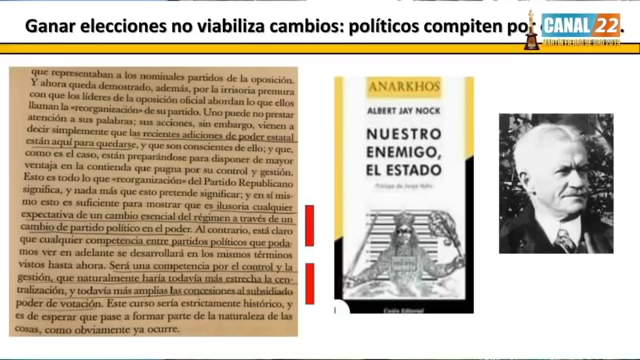 Ganar elecciones no viabiliza cambios: políticos compiten por
CANAL 22
MARTÍN FIERRO DE ORO 2015
que representaban a los nominales partidos de la oposición.
Y ahora queda demostrado, además, por la irrisoria premura
con que los líderes de la oposición oficial abordan lo que ellos
llaman la «reorganización» de su partido. Uno puede no prestar
atención a sus palabras; sus acciones, sin embargo, vienen a
decir simplemente que las recientes adiciones de poder estatal
están aquí para quedarse, y que son conscientes de ello; y que,
como es el caso, están preparándose para disponer de mayor
ventaja en la contienda que pugna por su control y gestión.
Esto es todo lo que «reorganización» del Partido Republicano
significa, y nada más que esto pretende significar; y en sí mis-
mo esto es suficiente para mostrar que es ilusoria cualquier
expectativa de un cambio esencial del régimen a través de un
cambio de partido político en el poder. Al contrario, está claro
que cualquier competencia entre partidos políticos que poda-
mos ver en adelante se desarrollará en los mismos términos
vistos hasta ahora. Será una competencia por el control y la
gestión, que naturalmente haría todavía más estrecha la cen-
tralización, y todavía más amplias las concesiones al subsidiado
poder de votación. Este curso sería estrictamente histórico, y
es de esperar que pase a formar parte de la naturaleza de las
cosas, como obviamente ya ocurre.
ANARKHOS
ALBERT JAY NOCK
NUESTRO
ENEMIGO,
EL ESTADO
Unión Editorial